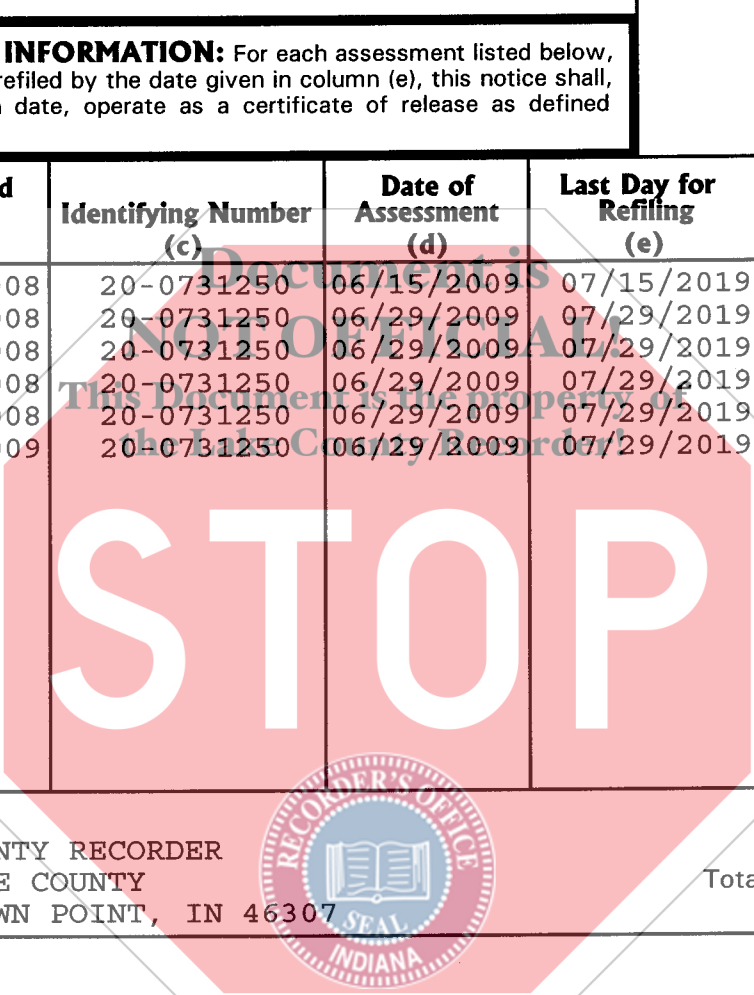 INFORMATION: For each assessment listed below,
refiled by the date given in column (e), this notice shall,
date, operate as a certificate of release as defined
d Identifying Number (c) Date of Assessment (d) Last Day for Refiling (e)
08 20-0731250 06/15/2009 07/15/2019
08 20-0731250 06/29/2009 07/29/2019
08 20-0731250 06/29/2009 07/29/2019
08 20-0731250 06/29/2009 07/29/2019
08 20-0731250 06/29/2009 07/29/2019
09 20-0731250 06/29/2009 07/29/2019
Document is
NOT OFFICIAL!
This Document is the property of
the Lake County Recorder!
STOP
NTY RECORDER
E COUNTY
WN POINT, IN 46307
Tota
RECORDER'S OFFICE
SEAL
INDIANA